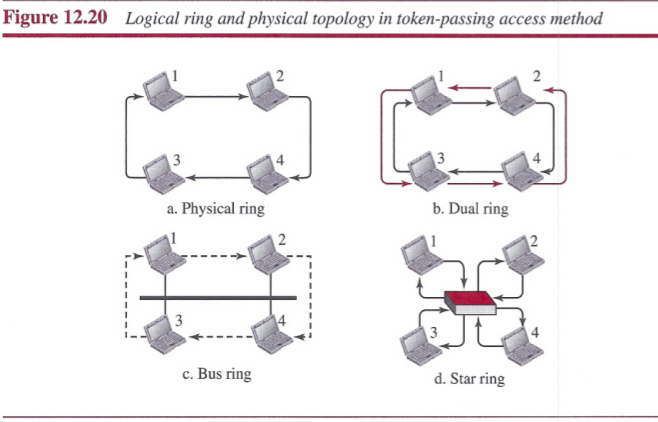 Figure 12.20 Logical ring and physical topology in token-passing access method
1 2
3 4
a. Physical ring
1 2
3 4
b. Dual ring
1 2
3 4
c. Bus ring
1 2
3 4
d. Star ring